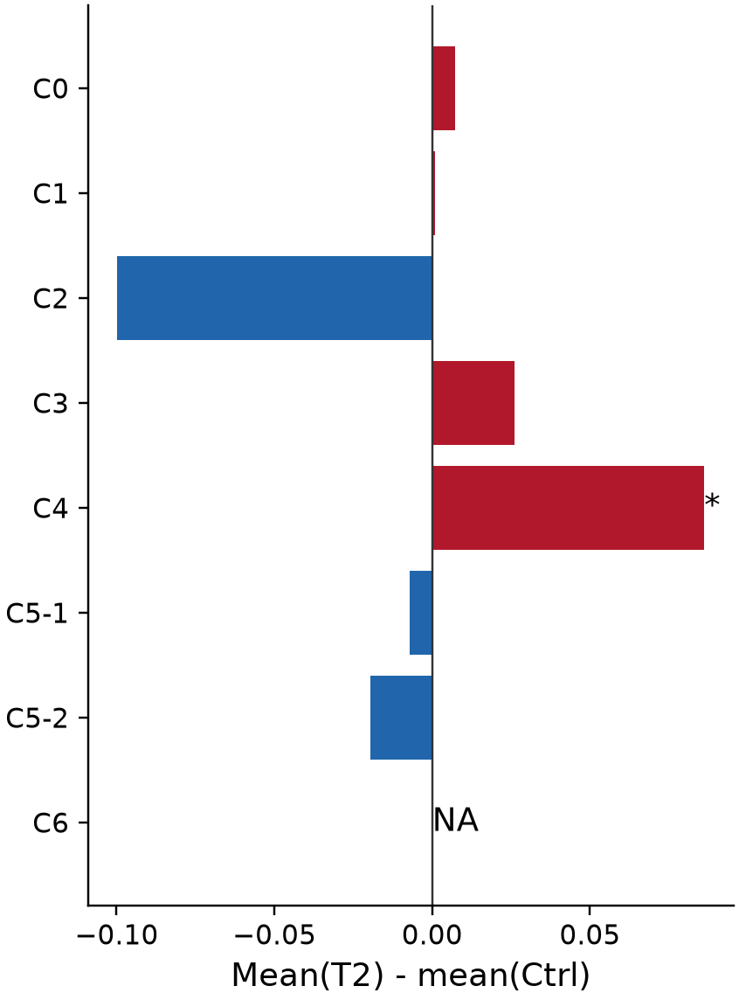 C0
C1
C2
C3
C4
*
C5-1
C5-2
C6
NA
−0.10
−0.05
0.00
0.05
Mean(T2) - mean(Ctrl)